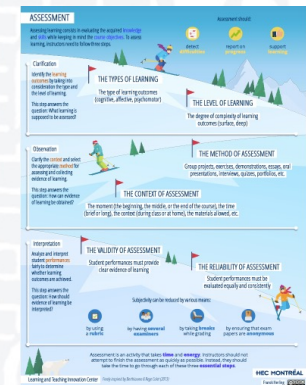 ASSESSMENT
Assessing learning consists in evaluating the acquired knowledge
and skills while keeping in mind the course objectives. To assess
learning, instructors need to follow three steps.
Assessment should:
detect
difficulties
report on
progress
support
learning
Clarification
Identify the learning
outcomes by taking into
consideration the type and
the level of learning.
This step answers the
question: What learning is
supposed to be assessed?
THE TYPES OF LEARNING
The type of learning outcomes
(cognitive, affective, psychomotor)
THE LEVEL OF LEARNING
The degree of complexity of learning
outcomes (surface, deep)
Observation
Clarify the context and select
the appropriate method for
assessing and collecting
evidence of learning.
This step answers the
question: How can evidence
of learning be obtained?
THE METHOD OF ASSESSMENT
Group projects, exercises, demonstrations, essays, oral
presentations, interviews, quizzes, portfolios, etc.
THE CONTEXT OF ASSESSMENT
The moment (the beginning, the middle, or the end of the course), the time
(brief or long), the context (during class or at home), the materials allowed, etc.
Interpretation
Analyze and interpret
student performances
fairly to determine
whether learning
outcomes are achieved.
This step answers the
question: How should
evidence of learning be
interpreted?
THE VALIDITY OF ASSESSMENT
Student performances must provide
clear evidence of learning
THE RELIABILITY OF ASSESSMENT
Student performances must be
evaluated equally and consistently
Subjectivity can be reduced by various means:
by using
a rubric
by having several
examiners
by taking breaks
while grading
by ensuring that exam
papers are anonymous
Assessment is an activity that takes time and energy. Instructors should not
attempt to finish the assessment as quickly as possible. Instead, they should
take the time to go through each of these three essential steps.
HEC MONTRÉAL
Learning and Teaching Innovation Center